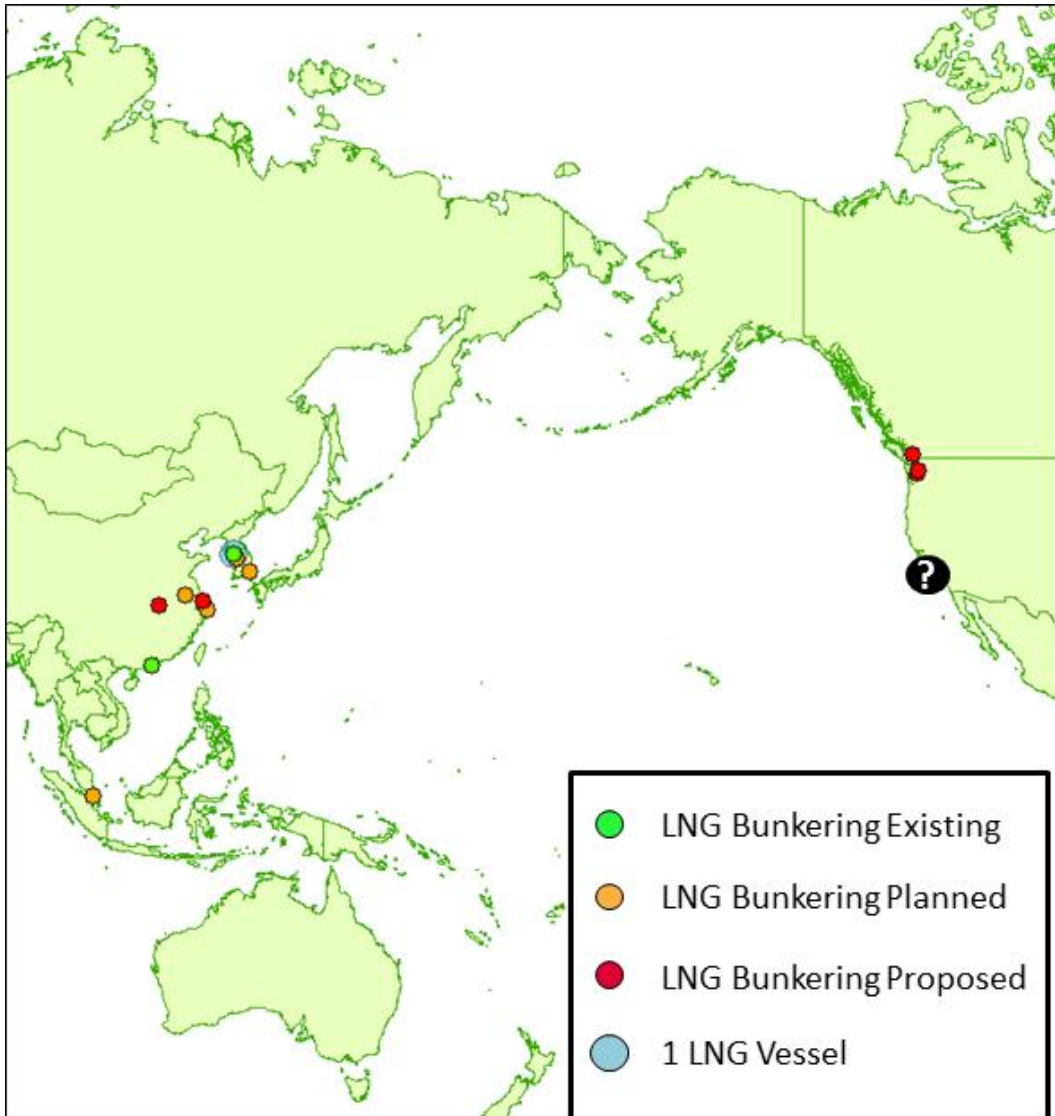 ?
LNG Bunkering Existing
LNG Bunkering Planned
LNG Bunkering Proposed
1 LNG Vessel